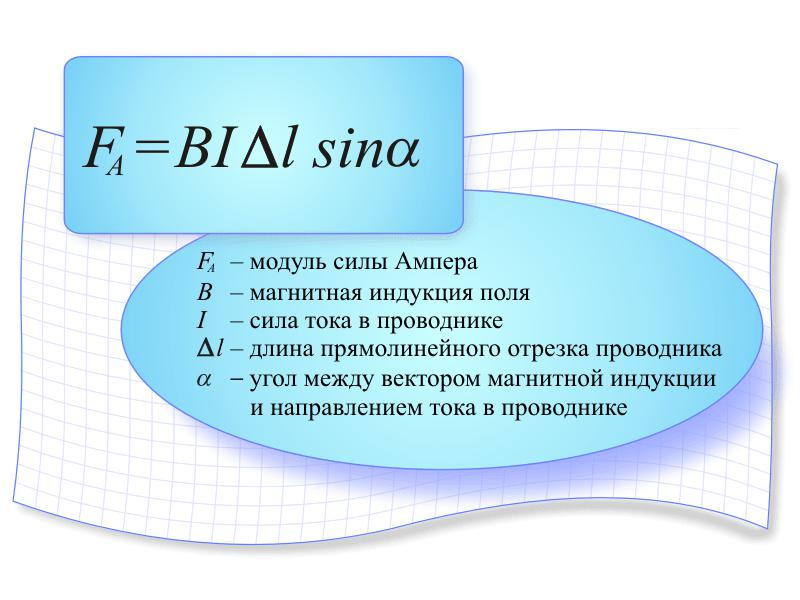 F_A = BIΔl sinα
F_A – модуль силы Ампера
B – магнитная индукция поля
I – сила тока в проводнике
Δl – длина прямолинейного отрезка проводника
α – угол между вектором магнитной индукции
и направлением тока в проводнике